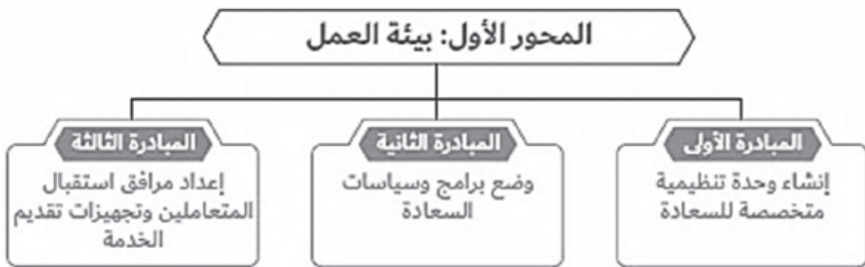 المحور الأول: بيئة العمل
المبادرة الأولى
إنشاء وحدة تنظيمية
متخصصة للسعادة
المبادرة الثانية
وضع برامج وسياسات
السعادة
المبادرة الثالثة
إعداد مرافق استقبال
المتعاملين وتجهيزات تقديم
الخدمة